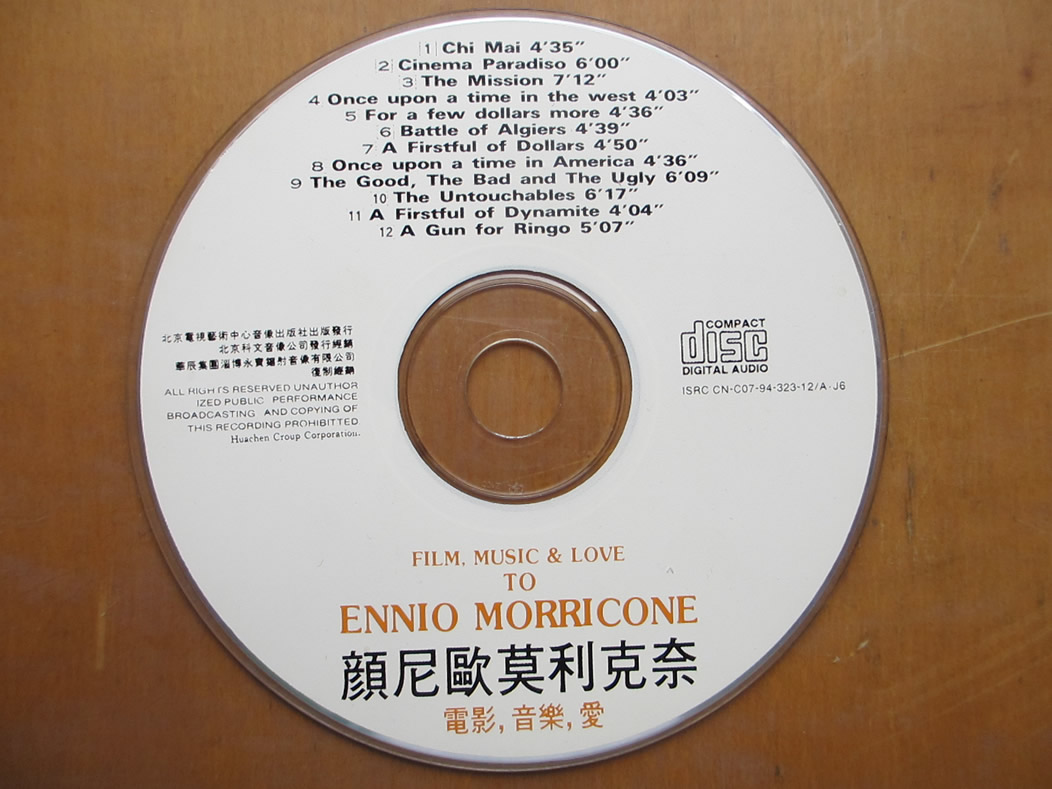 1 Chi Mai 4'35"
2 Cinema Paradiso 6'00"
3 The Mission 7'12"
4 Once upon a time in the west 4'03"
5 For a few dollars more 4'36"
6 Battle of Algiers 4'39"
7 A Firstful of Dollars 4'50"
8 Once upon a time in America 4'36"
9 The Good, The Bad and The Ugly 6'09"
10 The Untouchables 6'17"
11 A Firstful of Dynamite 4'04"
12 A Gun for Ringo 5'07"
北京電視藝術中心音像出版社出版發行
北京科文音像公司發行經銷
華辰集團淄博永寶鐳射音像有限公司
復制經銷
ALL RIGHTS RESERVED UNAUTHOR
IZED PUBLIC PERFORMANCE
BROADCASTING AND COPYING OF
THIS RECORDING PROHIBITTED
Huachen Croup Corporation.
COMPACT
disc
DIGITAL AUDIO
ISRC CN-C07-94-323-12/A·J6
FILM, MUSIC & LOVE
TO
ENNIO MORRICONE
顔尼歐莫利克奈
電影,音樂,愛